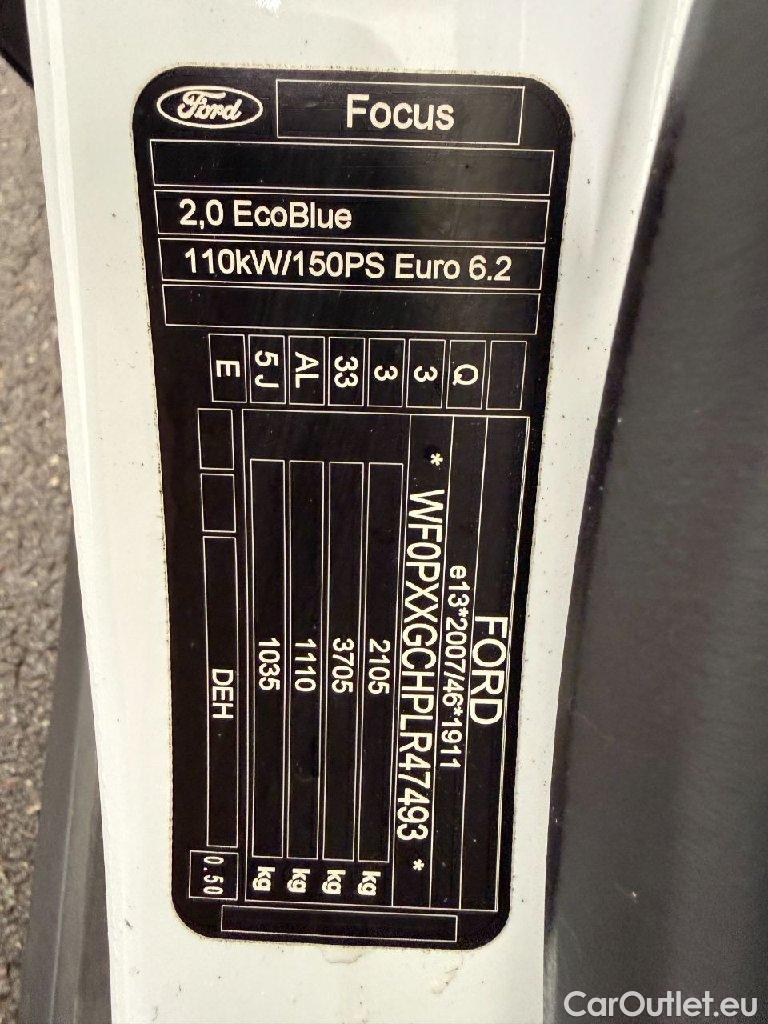 Ford
Focus
2,0 EcoBlue
110kW/150PS Euro 6.2
Q
3
3
33
AL
5J
E
FORD
e13*2007/46*1911
* WF0PXXGCHPLR47493 *
2105 kg
3705 kg
1110 kg
1035 kg
DEH
0.50
CarOutlet.eu